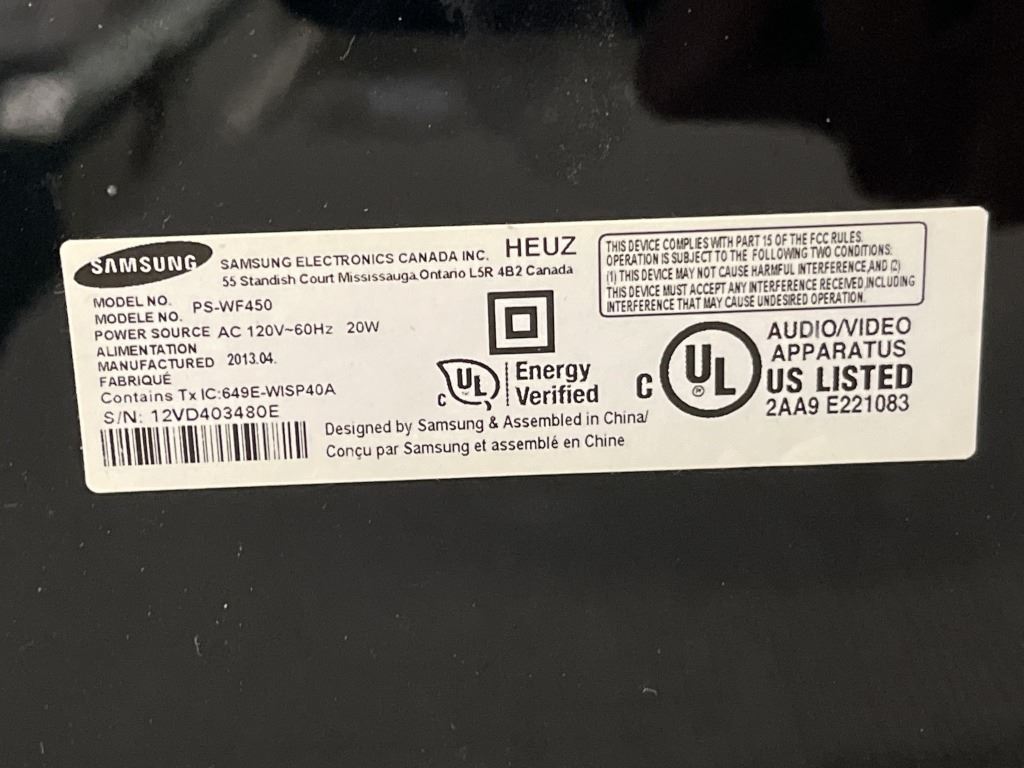 SAMSUNG
SAMSUNG ELECTRONICS CANADA INC. HEUZ
55 Standish Court Mississauga, Ontario L5R 4B2 Canada
MODEL NO.
MODELE NO. PS-WF450
POWER SOURCE AC 120V~60Hz 20W
ALIMENTATION
MANUFACTURED 2013.04.
FABRIQUÉ
Contains Tx IC:649E-WISP40A
S/N: 12VD403480E
THIS DEVICE COMPLIES WITH PART 15 OF THE FCC RULES.
OPERATION IS SUBJECT TO THE FOLLOWING TWO CONDITIONS:
(1) THIS DEVICE MAY NOT CAUSE HARMFUL INTERFERENCE,AND (2)
THIS DEVICE MUST ACCEPT ANY INTERFERENCE RECEIVED,INCLUDING
INTERFERENCE THAT MAY CAUSE UNDESIRED OPERATION.
C UL
Energy
Verified
C UL ®
AUDIO/VIDEO
APPARATUS
US LISTED
2AA9 E221083
Designed by Samsung & Assembled in China/
Conçu par Samsung et assemblé en Chine